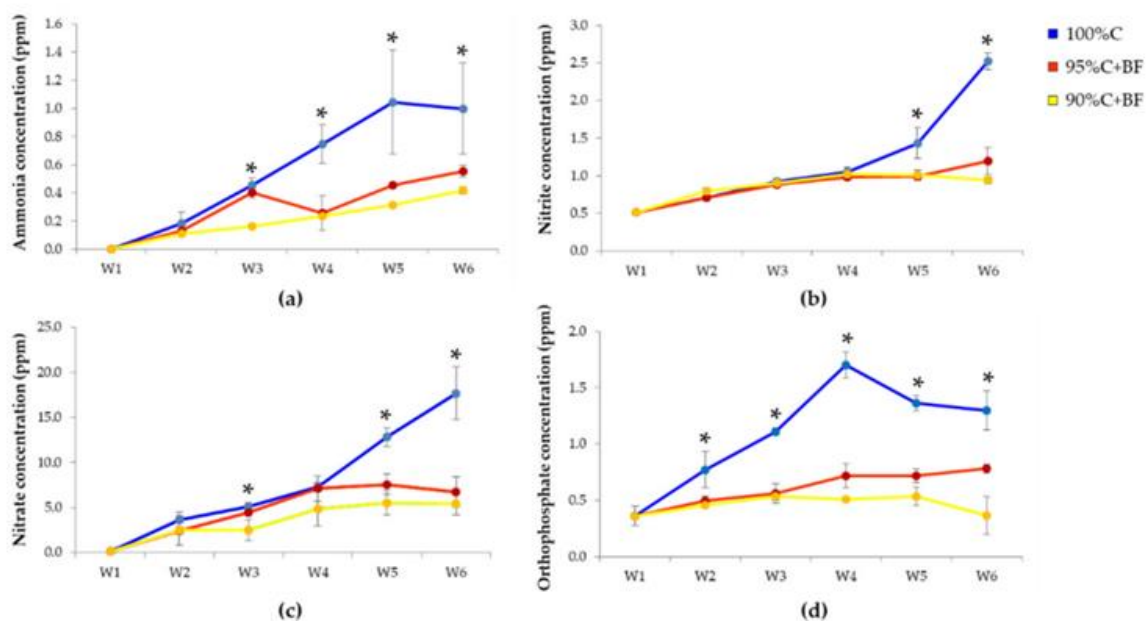 Ammonia concentration (ppm)
1.6
1.4
1.2
1.0
0.8
0.6
0.4
0.2
0.0
*
*
*
*
W1 W2 W3 W4 W5 W6
(a)
Nitrite concentration (ppm)
3.0
2.5
2.0
1.5
1.0
0.5
0.0
*
*
W1 W2 W3 W4 W5 W6
(b)
100%C
95%C+BF
90%C+BF
Nitrate concentration (ppm)
25.0
20.0
15.0
10.0
5.0
0.0
*
*
*
W1 W2 W3 W4 W5 W6
(c)
Orthophosphate concentration (ppm)
2.0
1.5
1.0
0.5
0.0
*
*
*
*
*
W1 W2 W3 W4 W5 W6
(d)